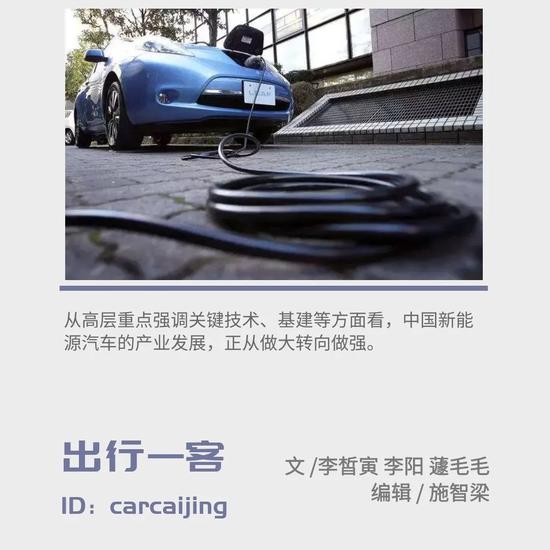 从高层重点强调关键技术、基建等方面看，中国新能
源汽车的产业发展，正从做大转向做强。
出行一客
文 /李皙寅 李阳 蘧毛毛
编辑 / 施智梁
ID：carcaijing